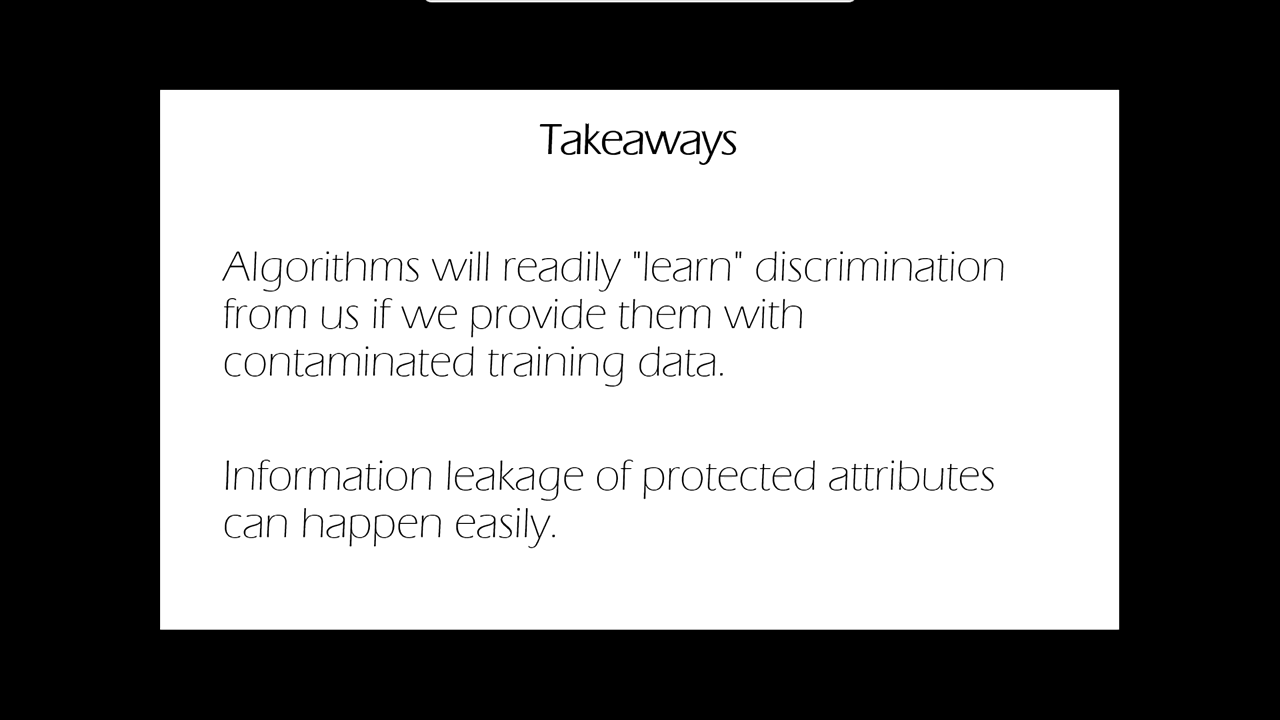 Takeaways
Algorithms will readily "learn" discrimination
from us if we provide them with
contaminated training data.
Information leakage of protected attributes
can happen easily.